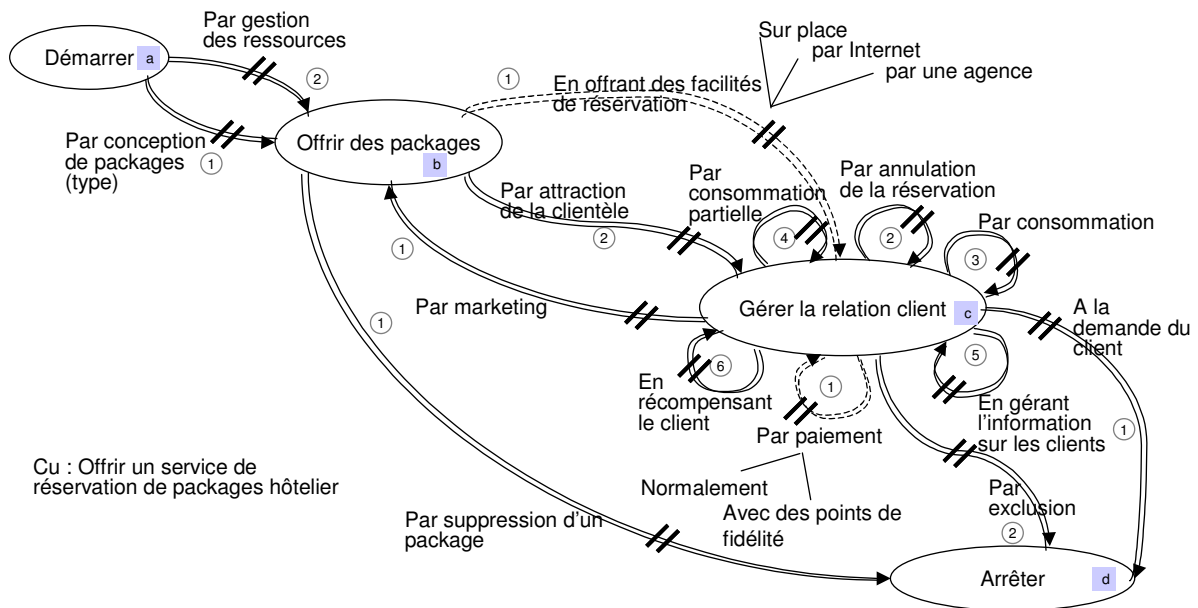 Par gestion
des ressources
Démarrer a
2
Par conception
de packages
(type)
1
Sur place
par Internet
par une agence
1
En offrant des facilités
de réservation
Offrir des packages
b
Par attraction
de la clientèle
2
Par
consommation
partielle
4
Par annulation
de la réservation
2
Par consommation
3
1
Par marketing
Gérer la relation client c
A la
demande du
client
1
1
6
En
récompensant
le client
1
Par paiement
Normalement
Avec des points de
fidélité
5
En gérant
l'information
sur les clients
Par
exclusion
2
Cu : Offrir un service de
réservation de packages hôtelier
Par suppression d'un
package
Arrêter d